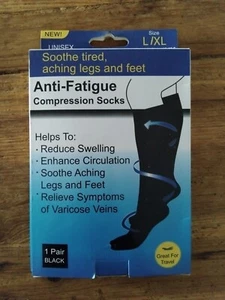 NEW!
UNISEX
Size
L/XL
Soothe tired,
aching legs and feet
Anti-Fatigue
Compression Socks
Helps To:
• Reduce Swelling
• Enhance Circulation
• Soothe Aching
Legs and Feet
• Relieve Symptoms
of Varicose Veins
1 Pair
BLACK
Great For
Travel